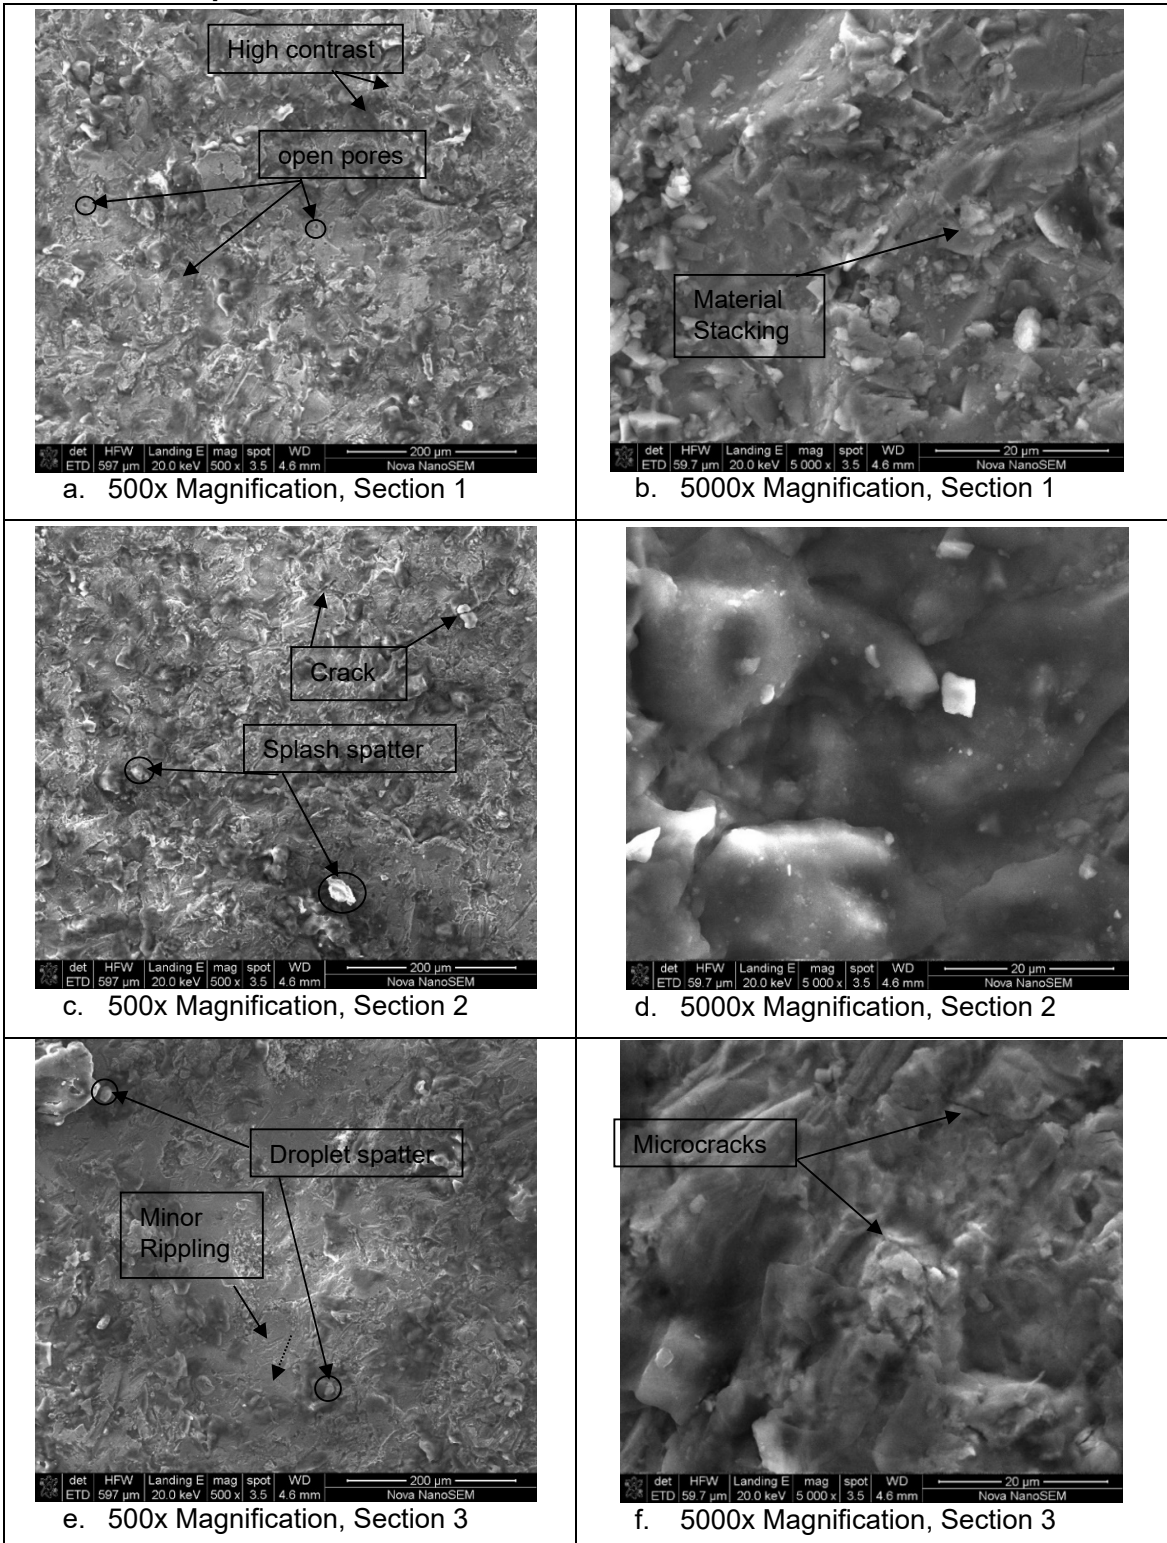 High contrast
open pores
det HFW Landing E mag spot WD 200 µm
ETD 597 µm 20.0 keV 500 x 3.5 4.6 mm Nova NanoSEM
a. 500x Magnification, Section 1
Material
Stacking
det HFW Landing E mag spot WD 20 µm
ETD 59.7 µm 20.0 keV 5 000 x 3.5 4.6 mm Nova NanoSEM
b. 5000x Magnification, Section 1
Crack
Splash spatter
det HFW Landing E mag spot WD 200 µm
ETD 597 µm 20.0 keV 500 x 3.5 4.6 mm Nova NanoSEM
c. 500x Magnification, Section 2
det HFW Landing E mag spot WD 20 µm
ETD 59.7 µm 20.0 keV 5 000 x 3.5 4.6 mm Nova NanoSEM
d. 5000x Magnification, Section 2
Droplet spatter
Minor
Rippling
det HFW Landing E mag spot WD 200 µm
ETD 597 µm 20.0 keV 500 x 3.5 4.6 mm Nova NanoSEM
e. 500x Magnification, Section 3
Microcracks
det HFW Landing E mag spot WD 20 µm
ETD 59.7 µm 20.0 keV 5 000 x 3.5 4.6 mm Nova NanoSEM
f. 5000x Magnification, Section 3